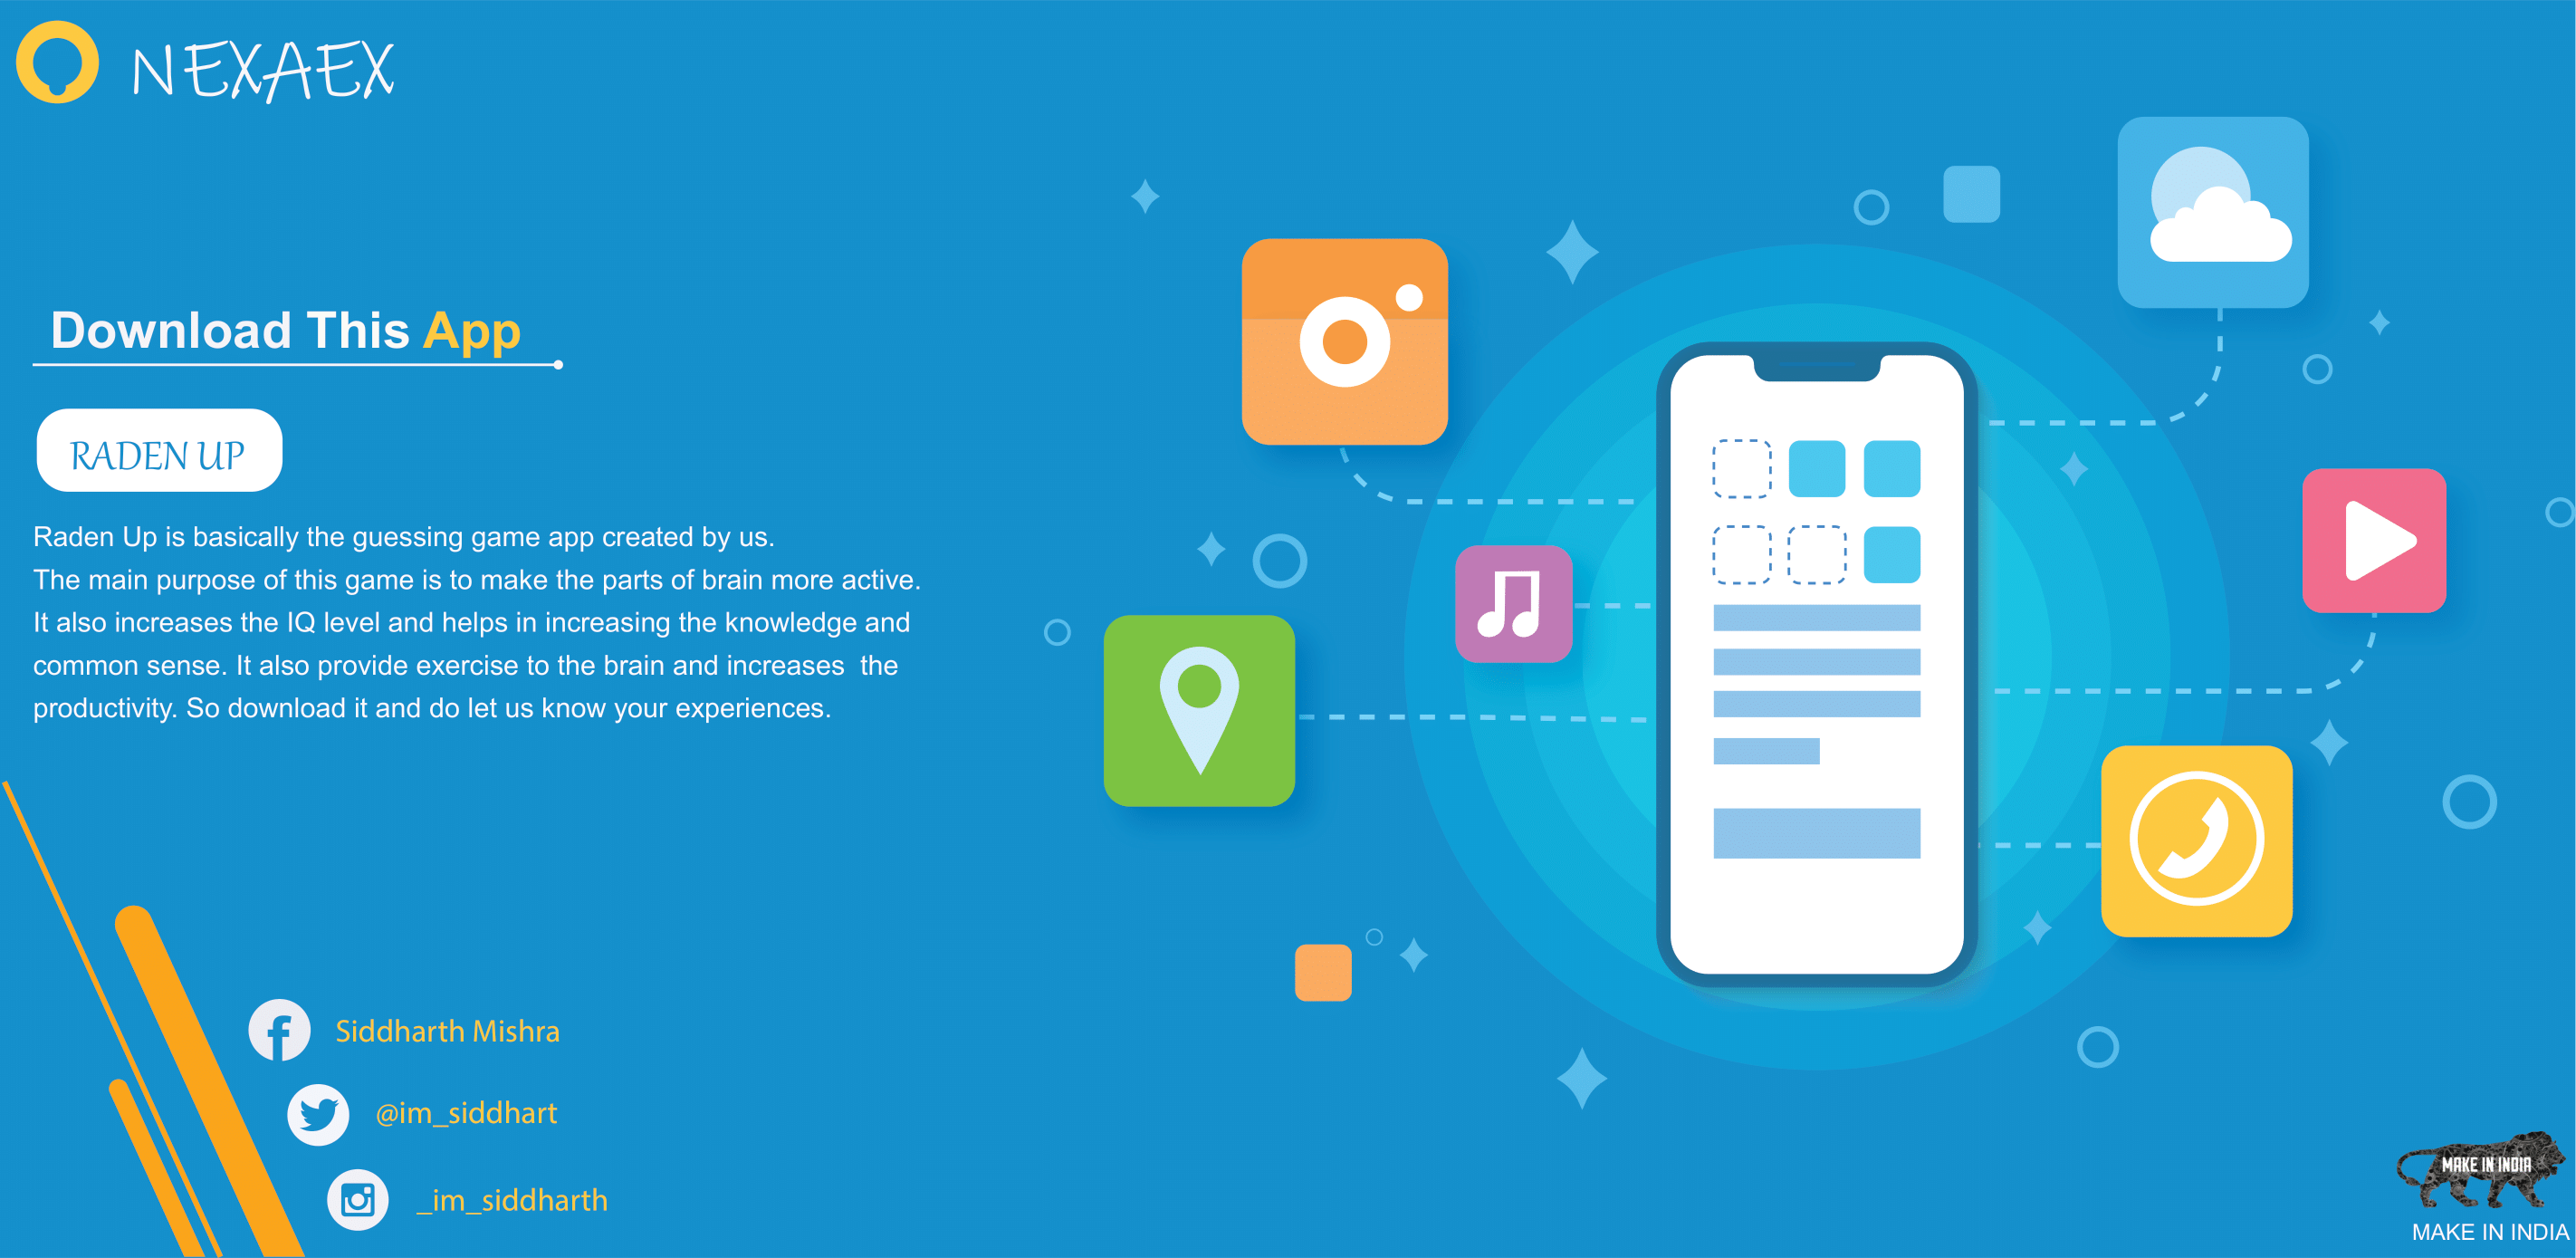 NEXAEX
Download This App
RADEN UP
Raden Up is basically the guessing game app created by us.
The main purpose of this game is to make the parts of brain more active.
It also increases the IQ level and helps in increasing the knowledge and
common sense. It also provide exercise to the brain and increases  the
productivity. So download it and do let us know your experiences.
Siddharth Mishra
@im_siddhart
_im_siddharth
MAKE IN INDIA
MAKE IN INDIA